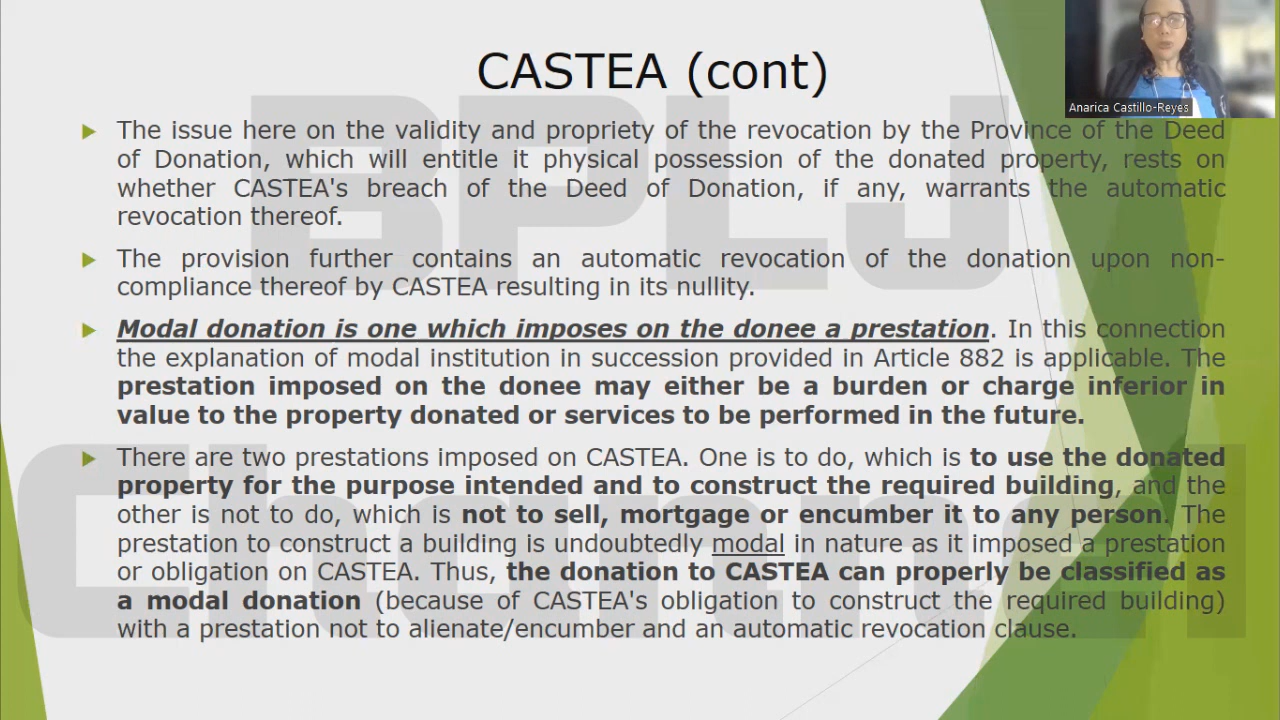 CASTEA (cont)
Anarica Castillo-Reyes
The issue here on the validity and propriety of the revocation by the Province of the Deed
of Donation, which will entitle it physical possession of the donated property, rests on
whether CASTEA's breach of the Deed of Donation, if any, warrants the automatic
revocation thereof.
The provision further contains an automatic revocation of the donation upon non-
compliance thereof by CASTEA resulting in its nullity.
Modal donation is one which imposes on the donee a prestation. In this connection
the explanation of modal institution in succession provided in Article 882 is applicable. The
prestation imposed on the donee may either be a burden or charge inferior in
value to the property donated or services to be performed in the future.
There are two prestations imposed on CASTEA. One is to do, which is to use the donated
property for the purpose intended and to construct the required building, and the
other is not to do, which is not to sell, mortgage or encumber it to any person. The
prestation to construct a building is undoubtedly modal in nature as it imposed a prestation
or obligation on CASTEA. Thus, the donation to CASTEA can properly be classified as
a modal donation (because of CASTEA's obligation to construct the required building)
with a prestation not to alienate/encumber and an automatic revocation clause.
BPLJ
Channel